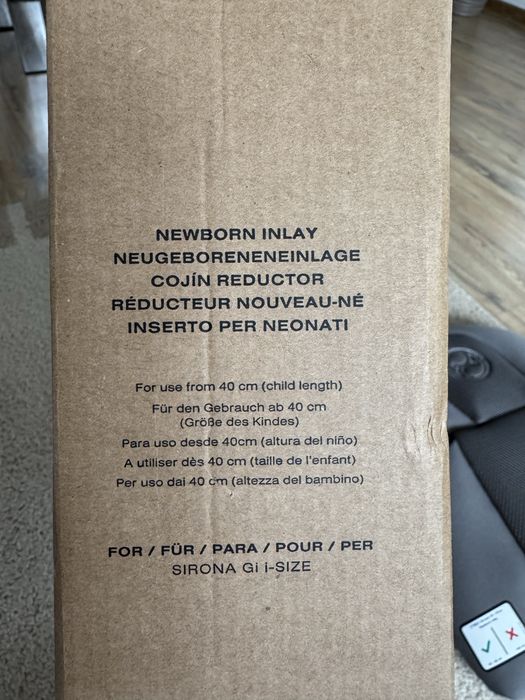 NEWBORN INLAY
NEUGEBORENENEINLAGE
COJÍN REDUCTOR
RÉDUCTEUR NOUVEAU-NÉ
INSERTO PER NEONATI
For use from 40 cm (child length)
Für den Gebrauch ab 40 cm
(Größe des Kindes)
Para uso desde 40cm (altura del niño)
A utiliser dès 40 cm (taille de l'enfant)
Per uso dai 40 cm (altezza del bambino)
FOR / FÜR / PARA / POUR / PER
SIRONA Gi i-SIZE